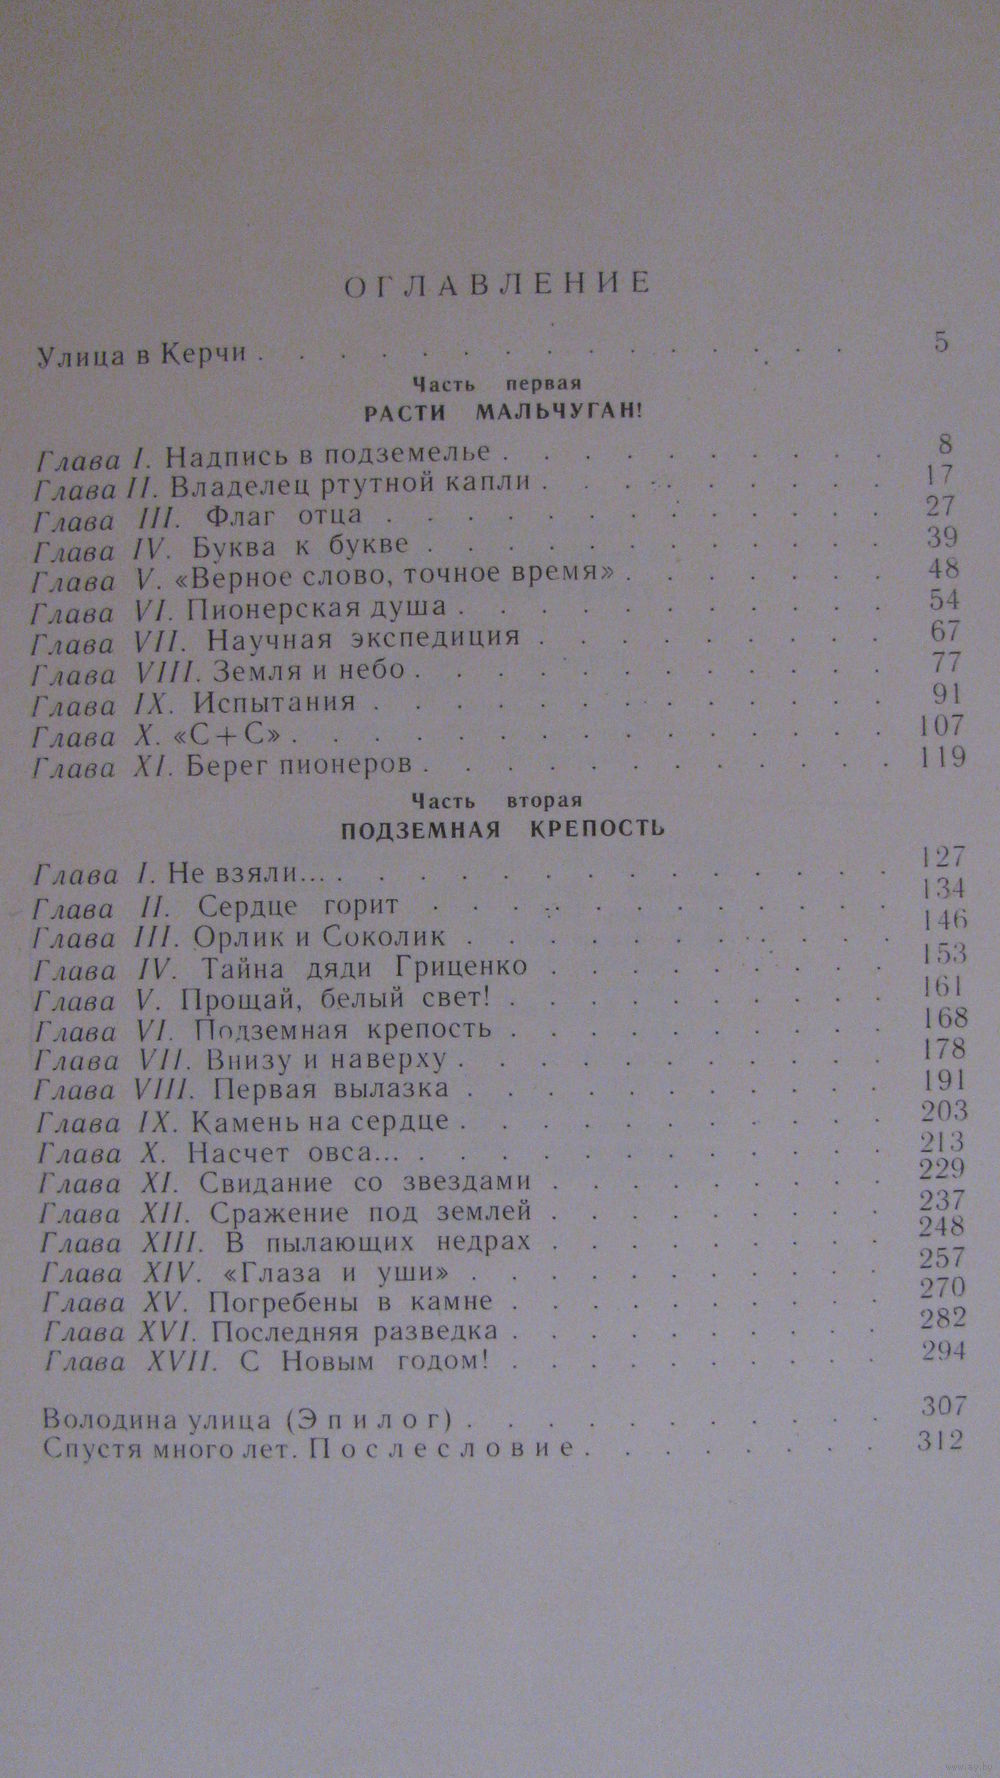 ОГЛАВЛЕНИЕ
Улица в Керчи . . . . . . . . . . . . . . . 5
Часть первая
РАСТИ МАЛЬЧУГАН!
Глава I. Надпись в подземелье . . . . . . . . . . 8
Глава II. Владелец ртутной капли . . . . . . . . . 17
Глава III. Флаг отца . . . . . . . . . . . . . 27
Глава IV. Буква к букве . . . . . . . . . . . . 39
Глава V. «Верное слово, точное время» . . . . . . . 48
Глава VI. Пионерская душа . . . . . . . . . . . 54
Глава VII. Научная экспедиция . . . . . . . . . 67
Глава VIII. Земля и небо . . . . . . . . . . . . 77
Глава IX. Испытания . . . . . . . . . . . . . 91
Глава X. «С + С» . . . . . . . . . . . . . . . 107
Глава XI. Берег пионеров . . . . . . . . . . . . 119
Часть вторая
ПОДЗЕМНАЯ КРЕПОСТЬ
Глава I. Не взяли... . . . . . . . . . . . . . . 127
Глава II. Сердце горит . . . . . . . . . . . . 134
Глава III. Орлик и Соколик . . . . . . . . . . . 146
Глава IV. Тайна дяди Гриценко . . . . . . . . . 153
Глава V. Прощай, белый свет! . . . . . . . . . . 161
Глава VI. Подземная крепость . . . . . . . . . . 168
Глава VII. Внизу и наверху . . . . . . . . . . . 178
Глава VIII. Первая вылазка . . . . . . . . . . . 191
Глава IX. Камень на сердце . . . . . . . . . . . 203
Глава X. Насчет овса... . . . . . . . . . . . . 213
Глава XI. Свидание со звездами . . . . . . . . . 229
Глава XII. Сражение под землей . . . . . . . . . 237
Глава XIII. В пылающих недрах . . . . . . . . . 248
Глава XIV. «Глаза и уши» . . . . . . . . . . . 257
Глава XV. Погребены в камне . . . . . . . . . . 270
Глава XVI. Последняя разведка . . . . . . . . . . 282
Глава XVII. С Новым годом! . . . . . . . . . . 294
Володина улица (Эпилог) . . . . . . . . . . . 307
Спустя много лет. Послесловие . . . . . . . . 312
www.ay.by